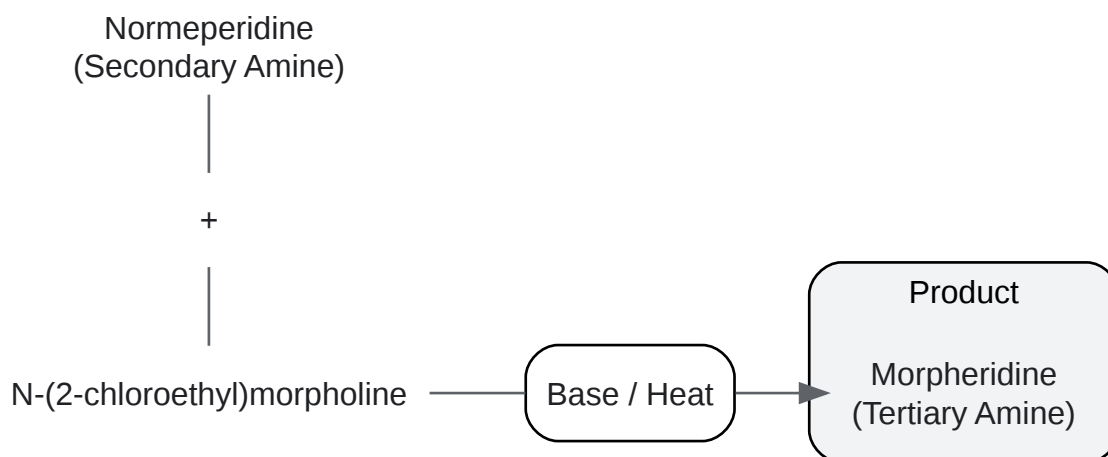 Normeperidine
(Secondary Amine)
+
N-(2-chloroethyl)morpholine
Base / Heat
Product
Morpheridine
(Tertiary Amine)